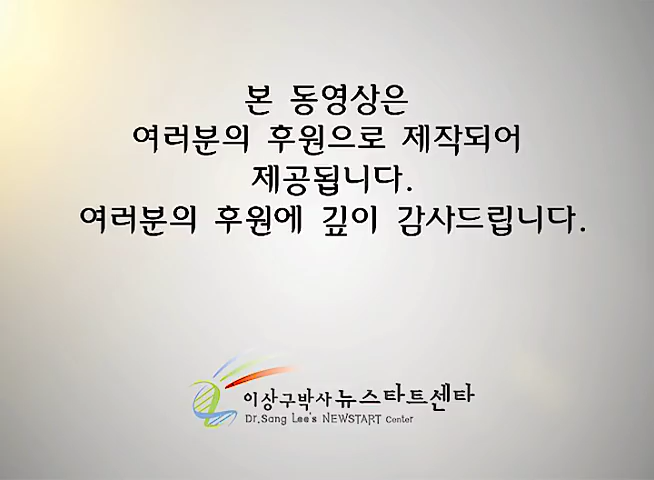 본 동영상은
여러분의 후원으로 제작되어
제공됩니다.
여러분의 후원에 깊이 감사드립니다.
이상구박사뉴스타트센타
Dr.Sang Lee's NEWSTART Center